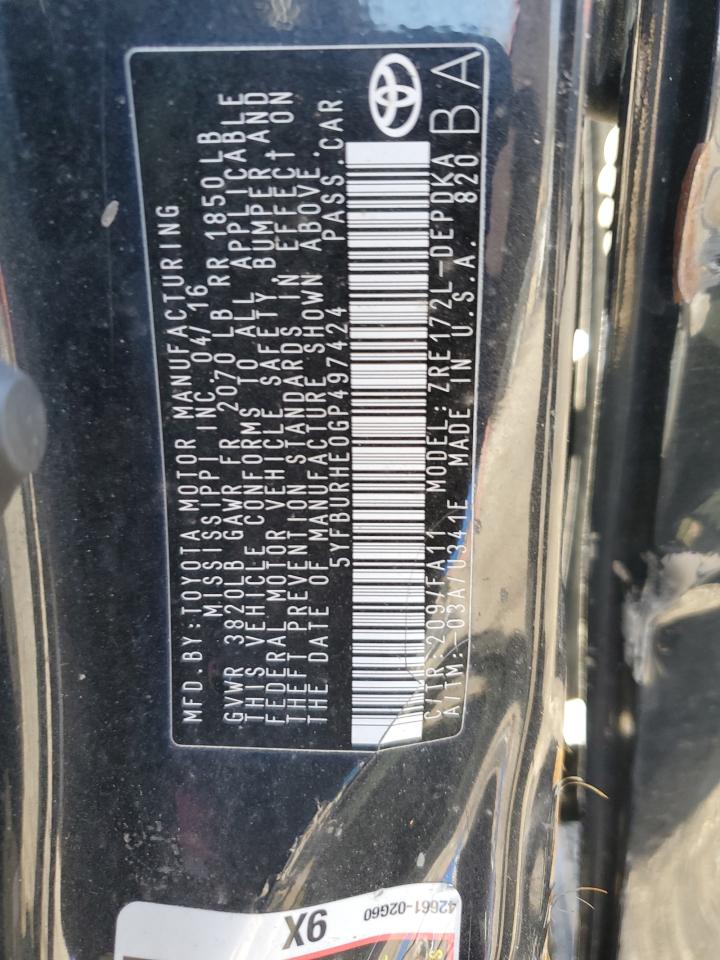 MFD.BY:TOYOTA MOTOR MANUFACTURING
MISSISSIPPI INC.04/16
GVWR 3820LB GAWR FR 2070 LB RR 1850LB
THIS VEHICLE CONFORMS TO ALL APPLICABLE
FEDERAL MOTOR VEHICLE SAFETY,BUMPER AND
THEFT PREVENTION STANDARDS IN EFFECT ON
THE DATE OF MANUFACTURE SHOWN ABOVE.
5YFBURHE0GP497424 PASS.CAR
C/TR:209/FA11 MODEL:ZRE172L-DEPDKA
A/TM:-03A/U341E MADE IN U.S.A. 820
BA
42661-02G60
9X